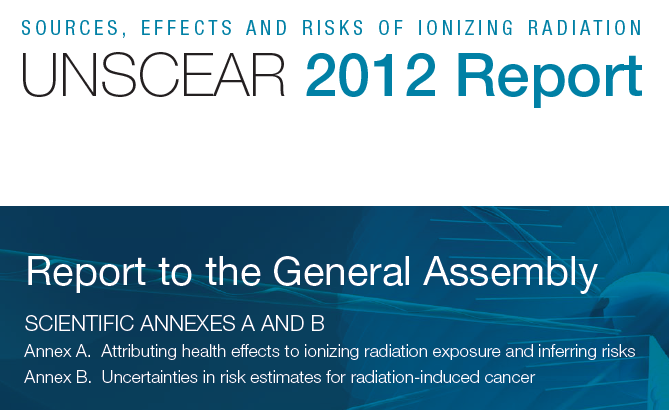 SOURCES, EFFECTS AND RISKS OF IONIZING RADIATION
UNSCEAR 2012 Report
Report to the General Assembly
SCIENTIFIC ANNEXES A AND B
Annex A. Attributing health effects to ionizing radiation exposure and inferring risks
Annex B. Uncertainties in risk estimates for radiation-induced cancer